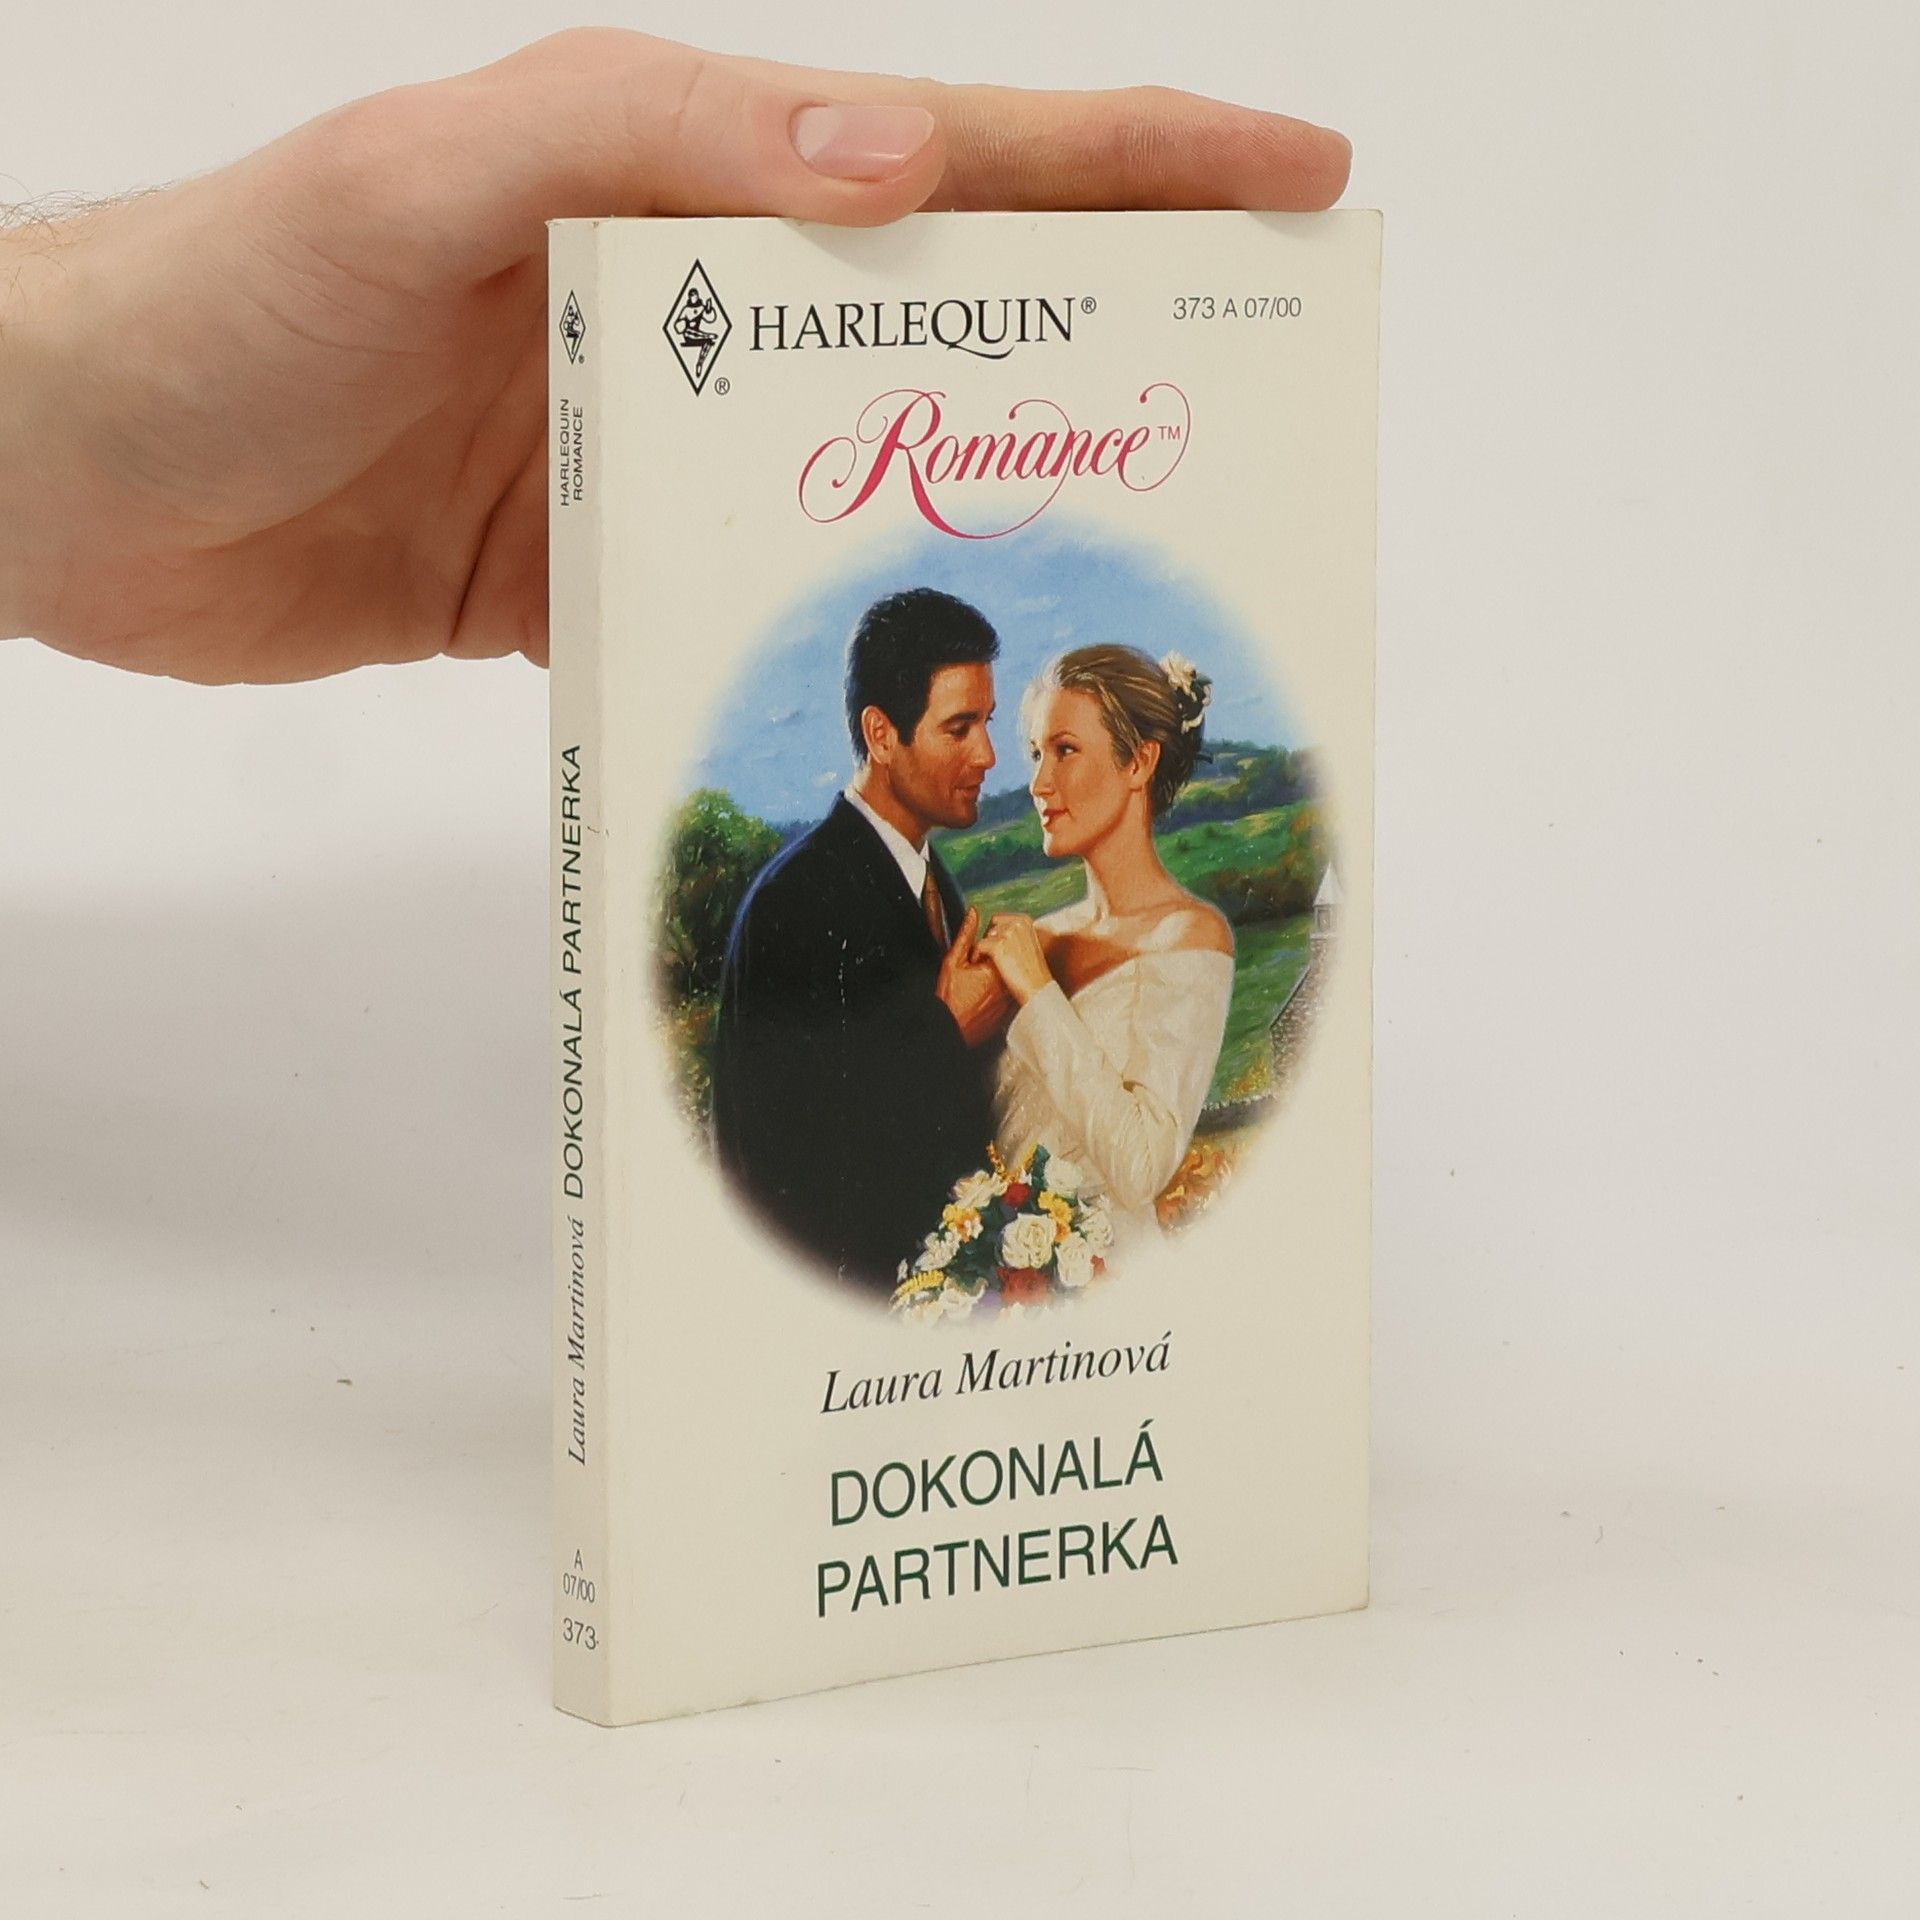 HARLEQUIN®
373 A 07/00
®
Romance™
Laura Martinová
DOKONALÁ
PARTNERKA
®
HARLEQUIN
ROMANCE
Laura Martinová DOKONALÁ PARTNERKA
A
07/00
373